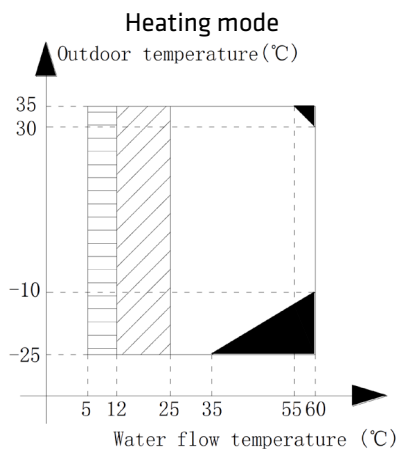 Heating mode
Outdoor temperature(℃)
35
30
-10
-25
5 12 25 35 55 60
Water flow temperature (℃)